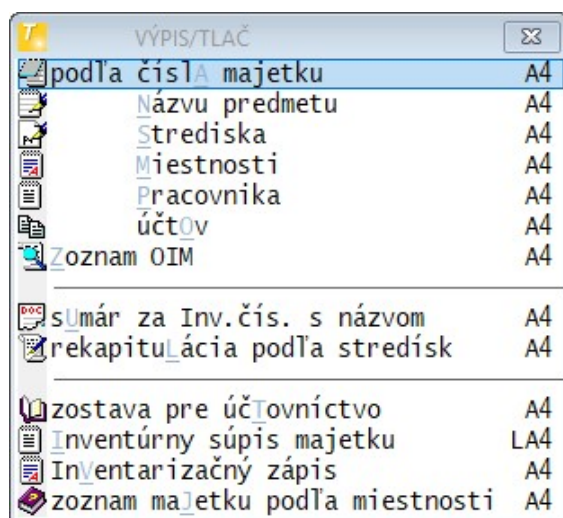 VÝPIS/TLAČ
podľa číslA majetku A4
Názvu predmetu A4
Strediska A4
Miestnosti A4
Pracovnika A4
účtOv A4
Zoznam OIM A4
sUmár za Inv.čís. s názvom A4
rekapituLácia podľa stredísk A4
zostava pre účTovníctvo A4
Inventúrny súpis majetku LA4
InVentarizačný zápis A4
zoznam maJetku podľa miestnosti A4